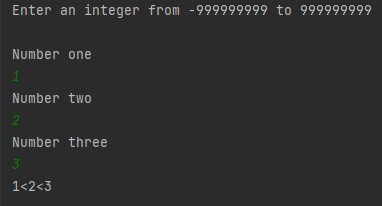 Enter an integer from -999999999 to 999999999
Number one
1
Number two
2
Number three
3
1<2<3